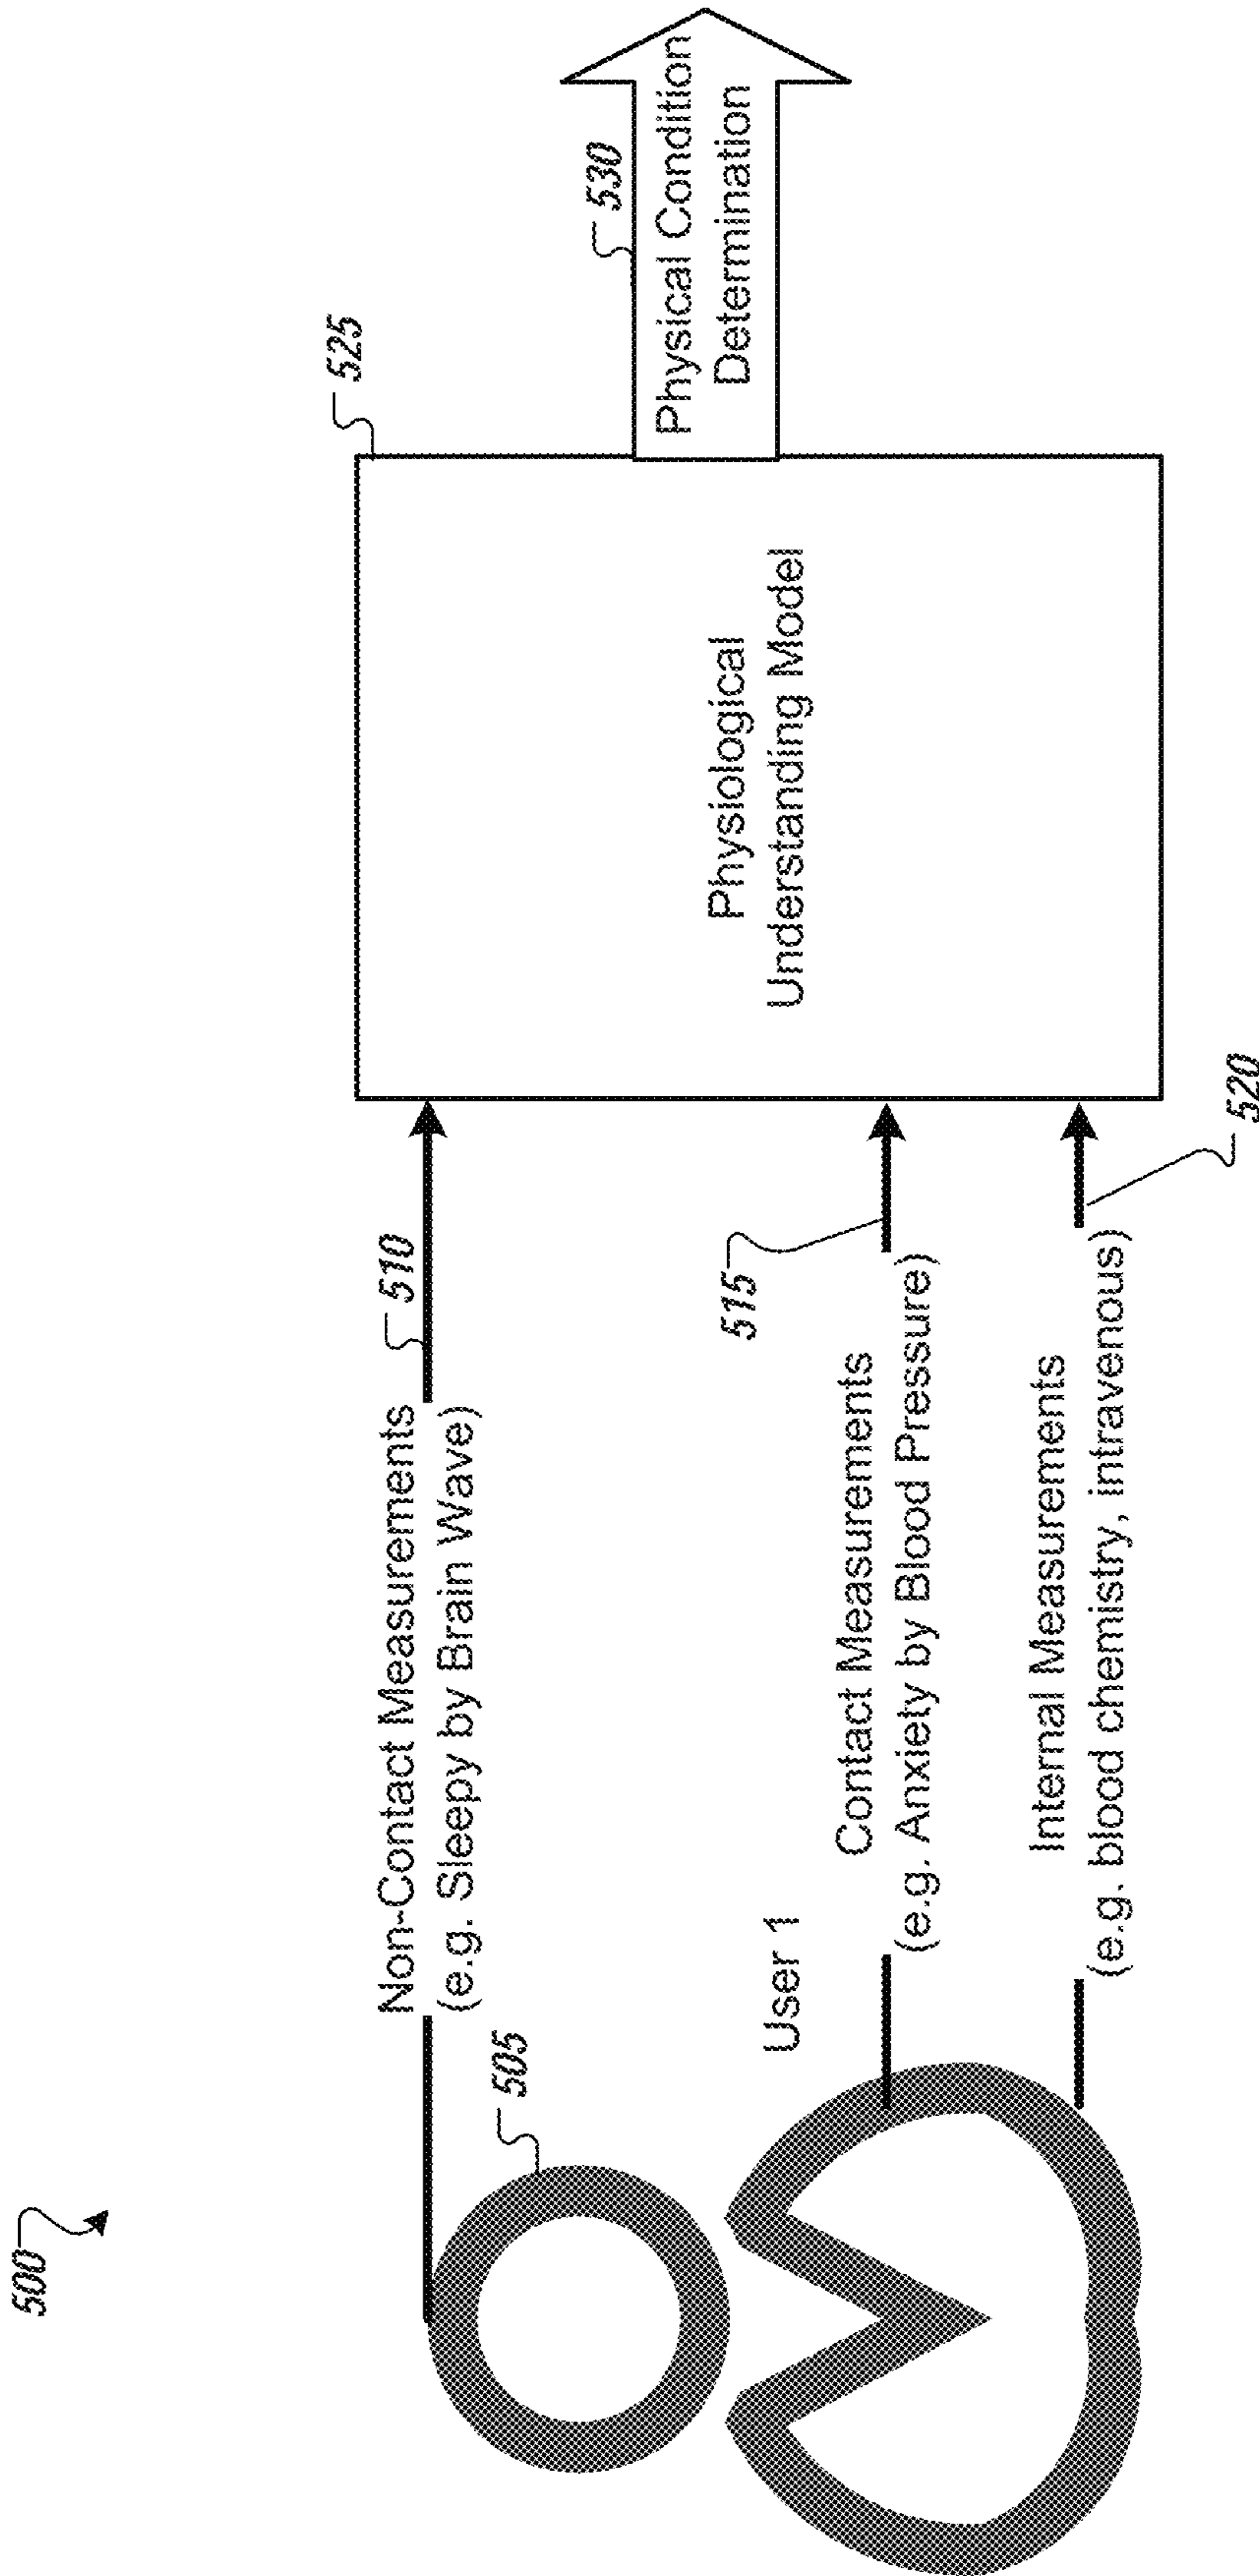 500
Non-Contact Measurements
(e.g. Sleepy by Brain Wave)
510
505
User 1
Contact Measurements
(e.g. Anxiety by Blood Pressure)
515
Internal Measurements
(e.g. blood chemistry, intravenous)
520
525
Physiological
Understanding Model
530
Physical Condition
Determination